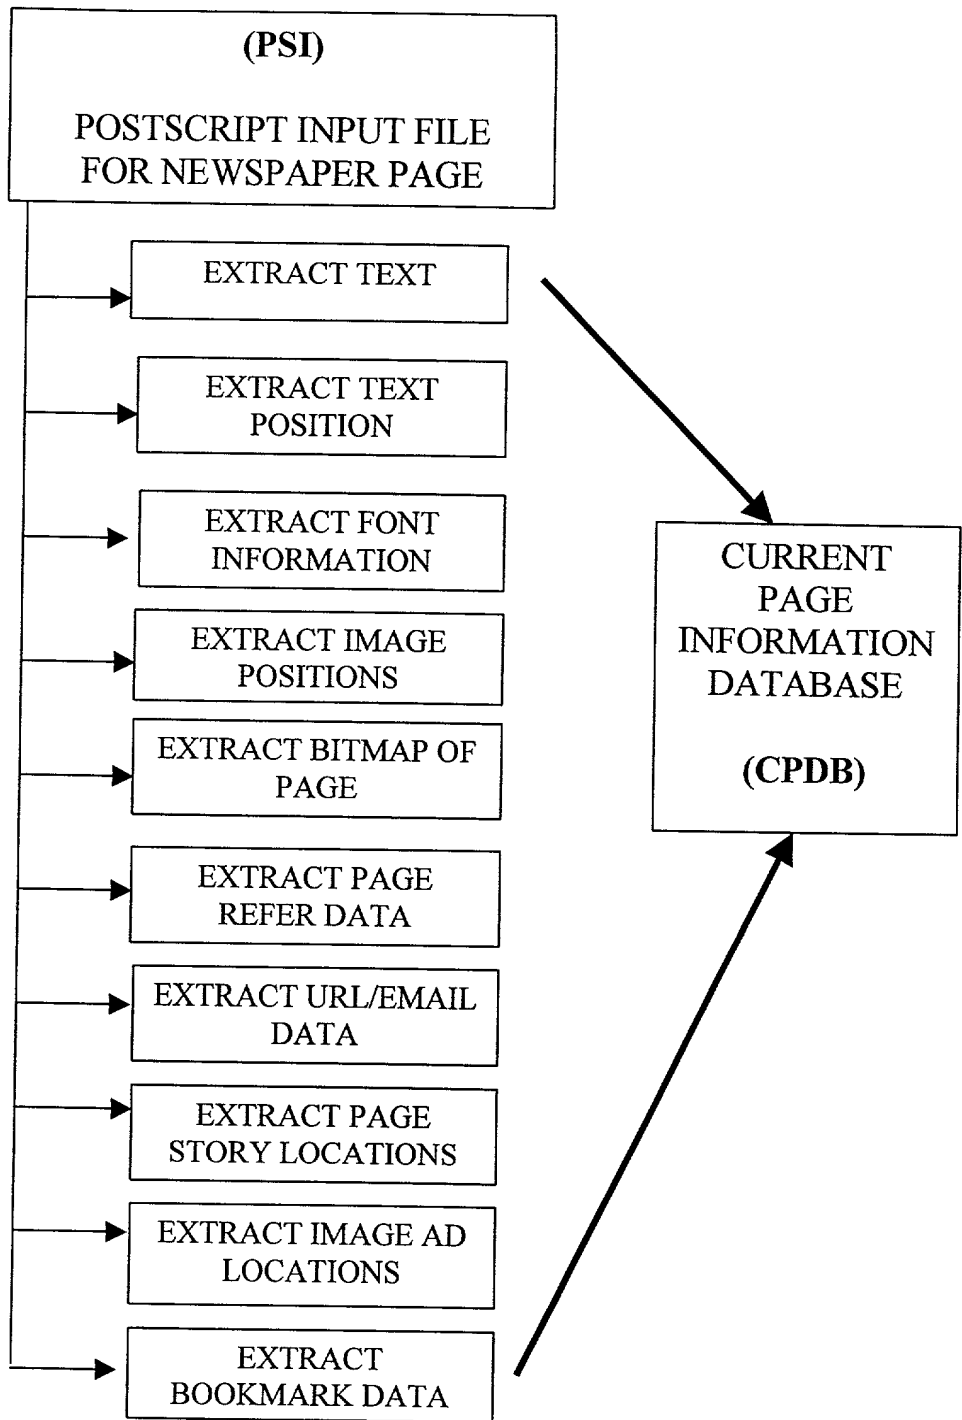 (PSI)
POSTSCRIPT INPUT FILE
FOR NEWSPAPER PAGE
EXTRACT TEXT
EXTRACT TEXT
POSITION
EXTRACT FONT
INFORMATION
EXTRACT IMAGE
POSITIONS
EXTRACT BITMAP OF
PAGE
EXTRACT PAGE
REFER DATA
EXTRACT URL/EMAIL
DATA
EXTRACT PAGE
STORY LOCATIONS
EXTRACT IMAGE AD
LOCATIONS
EXTRACT
BOOKMARK DATA
CURRENT
PAGE
INFORMATION
DATABASE
(CPDB)